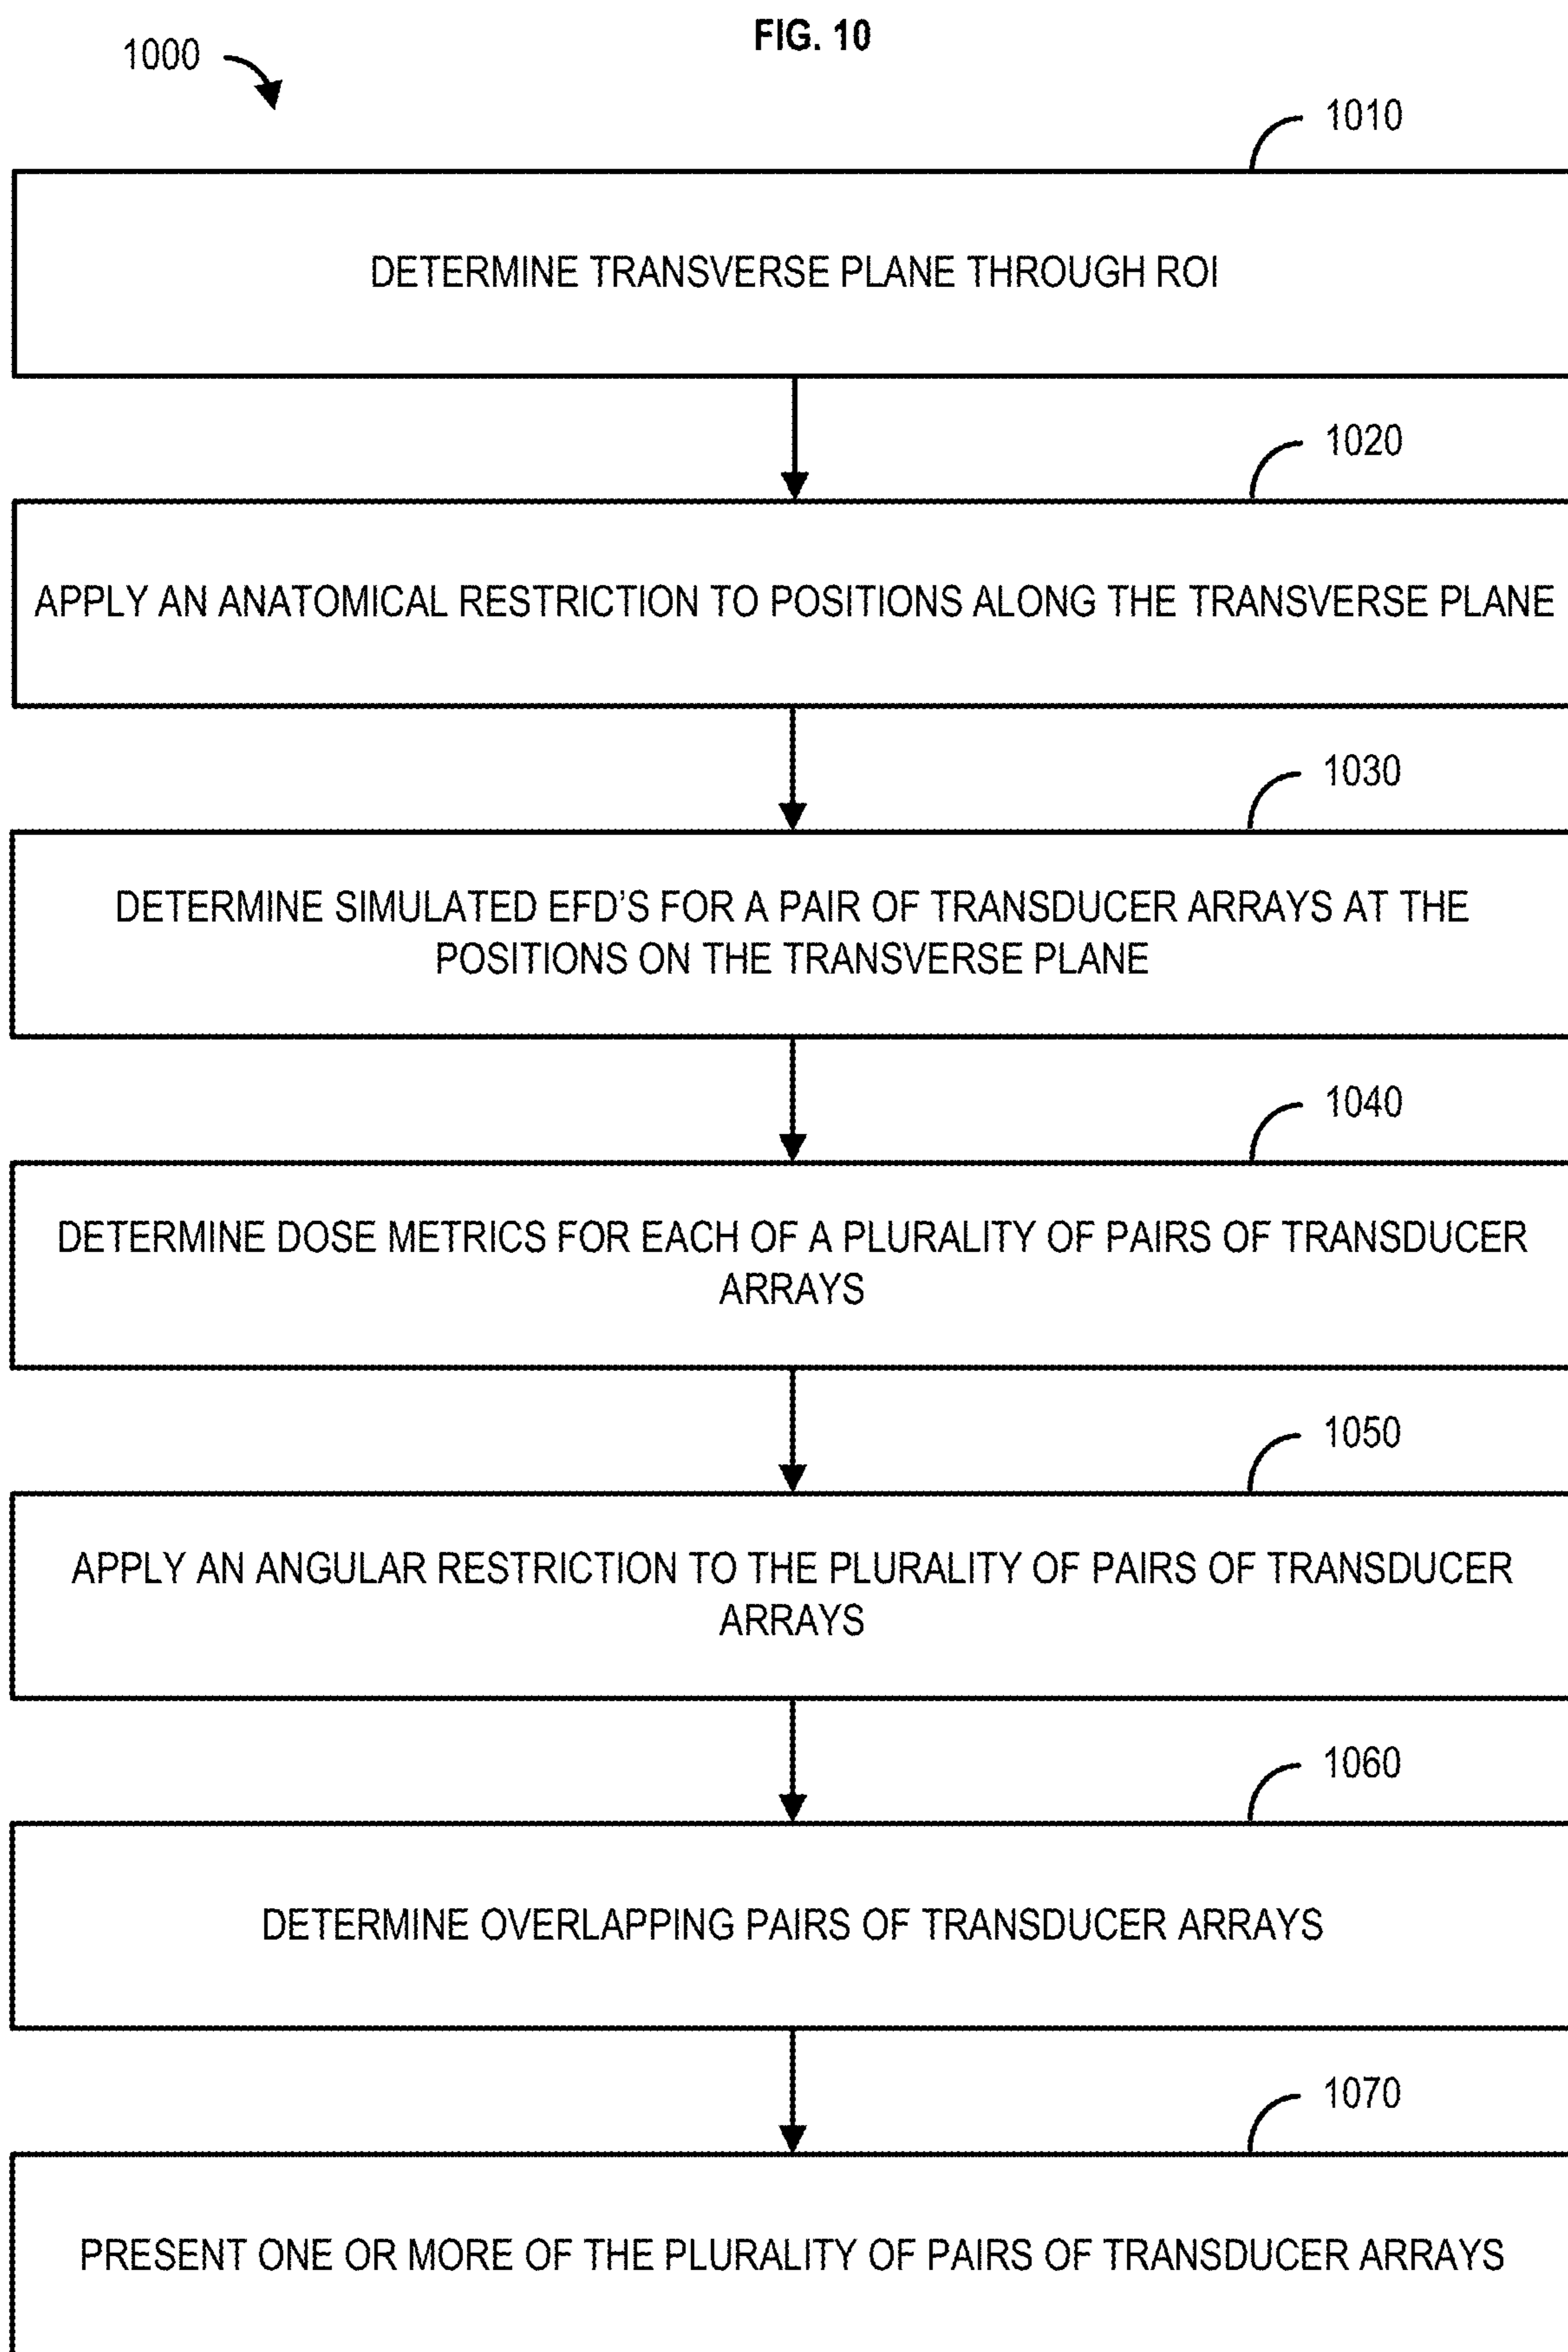 FIG. 10
1000
1010
DETERMINE TRANSVERSE PLANE THROUGH ROI
1020
APPLY AN ANATOMICAL RESTRICTION TO POSITIONS ALONG THE TRANSVERSE PLANE
1030
DETERMINE SIMULATED EFD'S FOR A PAIR OF TRANSDUCER ARRAYS AT THE
POSITIONS ON THE TRANSVERSE PLANE
1040
DETERMINE DOSE METRICS FOR EACH OF A PLURALITY OF PAIRS OF TRANSDUCER
ARRAYS
1050
APPLY AN ANGULAR RESTRICTION TO THE PLURALITY OF PAIRS OF TRANSDUCER
ARRAYS
1060
DETERMINE OVERLAPPING PAIRS OF TRANSDUCER ARRAYS
1070
PRESENT ONE OR MORE OF THE PLURALITY OF PAIRS OF TRANSDUCER ARRAYS